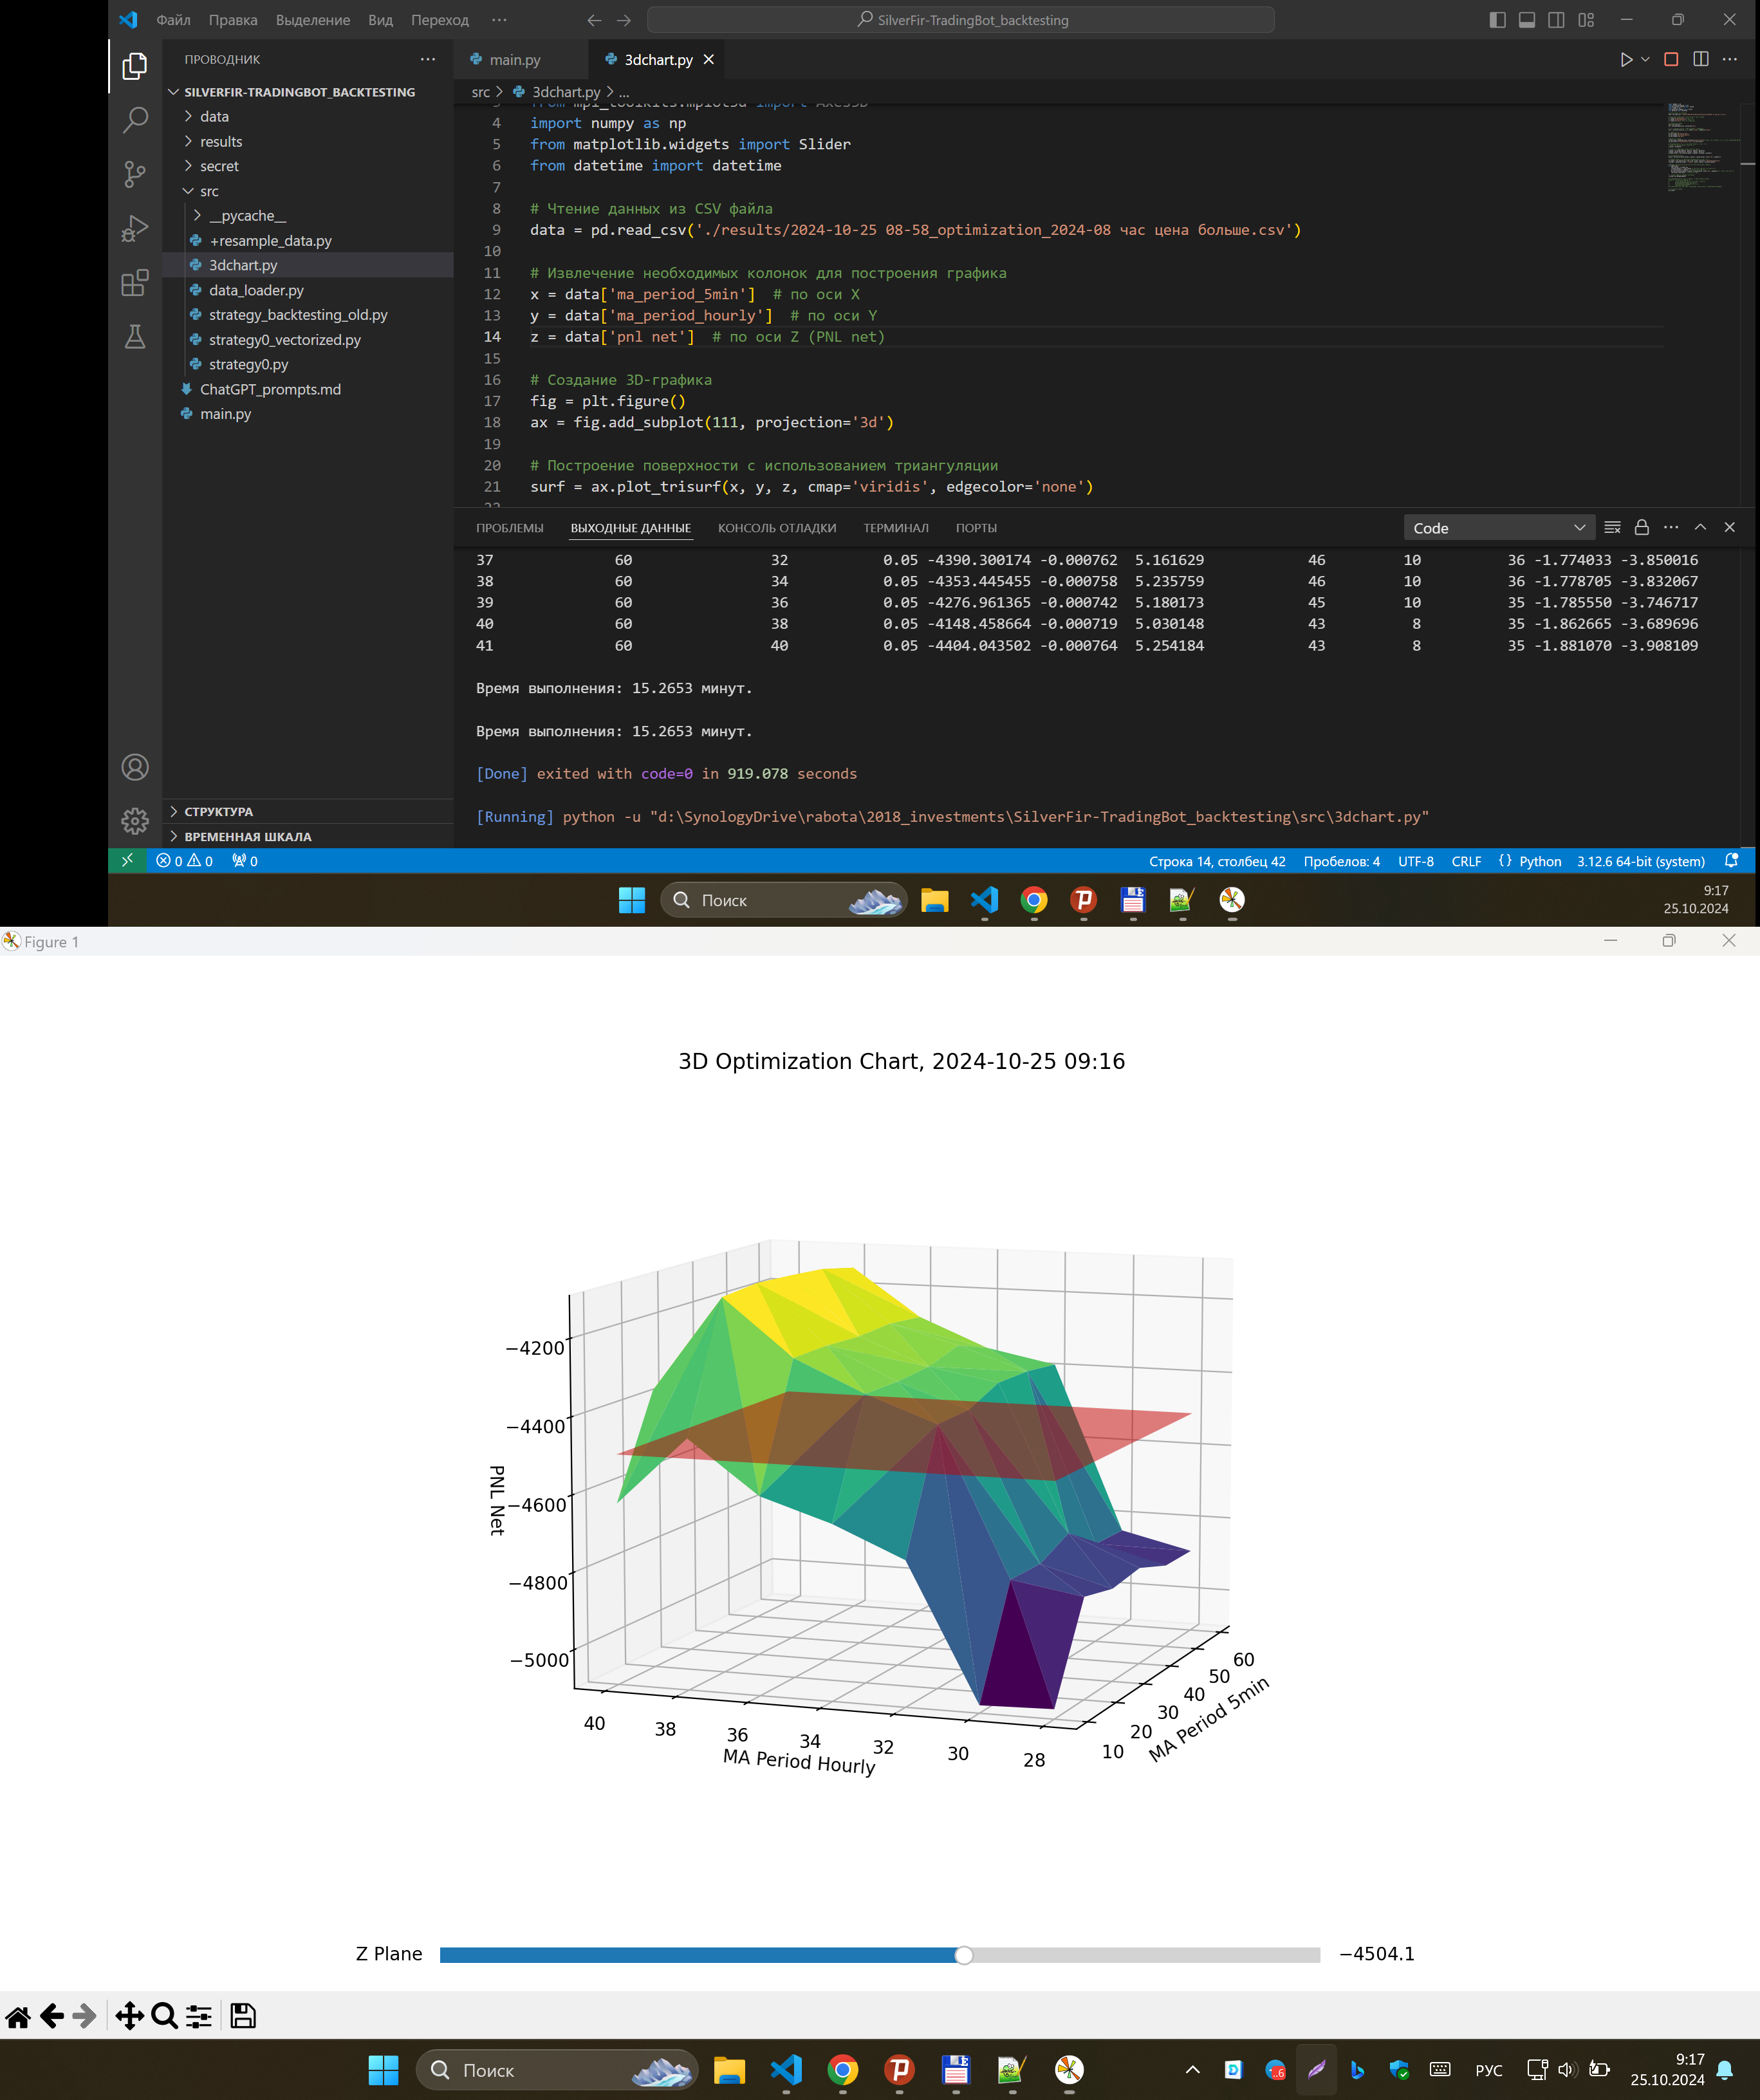 Файл Правка Выделение Вид Переход ··· SilverFir-TradingBot_backtesting
ПРОВОДНИК
main.py 3dchart.py
SILVERFIR-TRADINGBOT_BACKTESTING
src > 3dchart.py > ...
data
results
secret
src
__pycache__
+resample_data.py
3dchart.py
data_loader.py
strategy_backtesting_old.py
strategy0_vectorized.py
strategy0.py
ChatGPT_prompts.md
main.py
СТРУКТУРА
ВРЕМЕННАЯ ШКАЛА
3 from mpl_toolkits.mplot3d import Axes3D
4 import numpy as np
5 from matplotlib.widgets import Slider
6 from datetime import datetime
7
8 # Чтение данных из CSV файла
9 data = pd.read_csv('./results/2024-10-25 08-58_optimization_2024-08 час цена больше.csv')
10
11 # Извлечение необходимых колонок для построения графика
12 x = data['ma_period_5min'] # по оси X
13 y = data['ma_period_hourly'] # по оси Y
14 z = data['pnl net'] # по оси Z (PNL net)
15
16 # Создание 3D-графика
17 fig = plt.figure()
18 ax = fig.add_subplot(111, projection='3d')
19
20 # Построение поверхности с использованием триангуляции
21 surf = ax.plot_trisurf(x, y, z, cmap='viridis', edgecolor='none')
22
ПРОБЛЕМЫ ВЫХОДНЫЕ ДАННЫЕ КОНСОЛЬ ОТЛАДКИ ТЕРМИНАЛ ПОРТЫ Code
37 60 32 0.05 -4390.300174 -0.000762 5.161629 46 10 36 -1.774033 -3.850016
38 60 34 0.05 -4353.445455 -0.000758 5.235759 46 10 36 -1.778705 -3.832067
39 60 36 0.05 -4276.961365 -0.000742 5.180173 45 10 35 -1.785550 -3.746717
40 60 38 0.05 -4148.458664 -0.000719 5.030148 43 8 35 -1.862665 -3.689696
41 60 40 0.05 -4404.043502 -0.000764 5.254184 43 8 35 -1.881070 -3.908109
Время выполнения: 15.2653 минут.
Время выполнения: 15.2653 минут.
[Done] exited with code=0 in 919.078 seconds
[Running] python -u "d:\SynologyDrive\rabota\2018_investments\SilverFir-TradingBot_backtesting\src\3dchart.py"
0 0 0 Строка 14, столбец 42 Пробелов: 4 UTF-8 CRLF {} Python 3.12.6 64-bit (system)
Поиск
9:17
25.10.2024
Figure 1
3D Optimization Chart, 2024-10-25 09:16
−4200
−4400
−4600
−4800
−5000
PNL Net
40 38 36 34 32 30 28
MA Period Hourly
10 20 30 40 50 60
MA Period 5min
Z Plane −4504.1
Поиск
РУС
9:17
25.10.2024